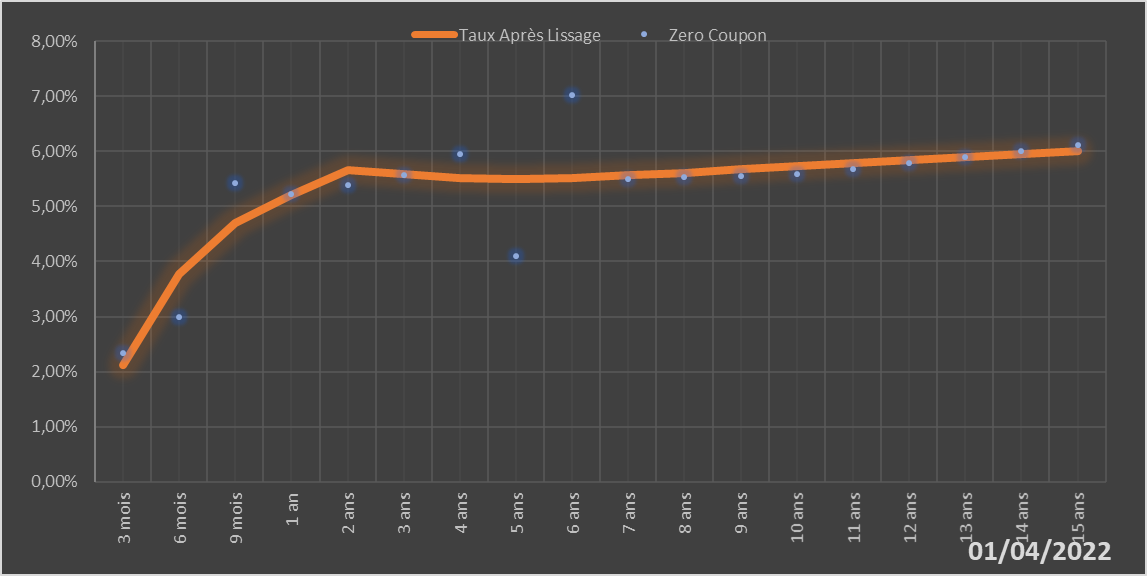 Taux Après Lissage Zero Coupon
8,00%
7,00%
6,00%
5,00%
4,00%
3,00%
2,00%
1,00%
0,00%
3 mois
6 mois
9 mois
1 an
2 ans
3 ans
4 ans
5 ans
6 ans
7 ans
8 ans
9 ans
10 ans
11 ans
12 ans
13 ans
14 ans
15 ans
01/04/2022